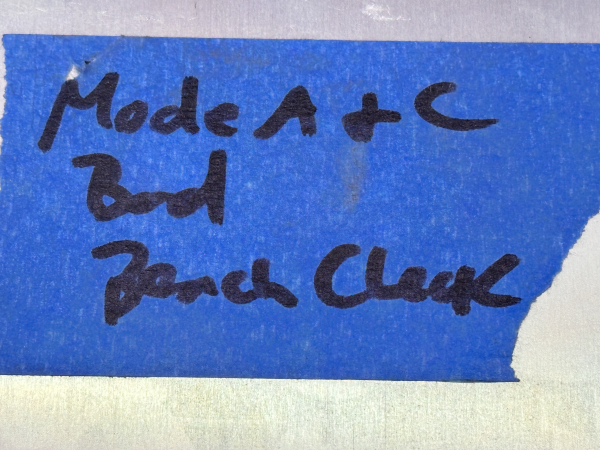 Mode A + C
Bad
Bench Check